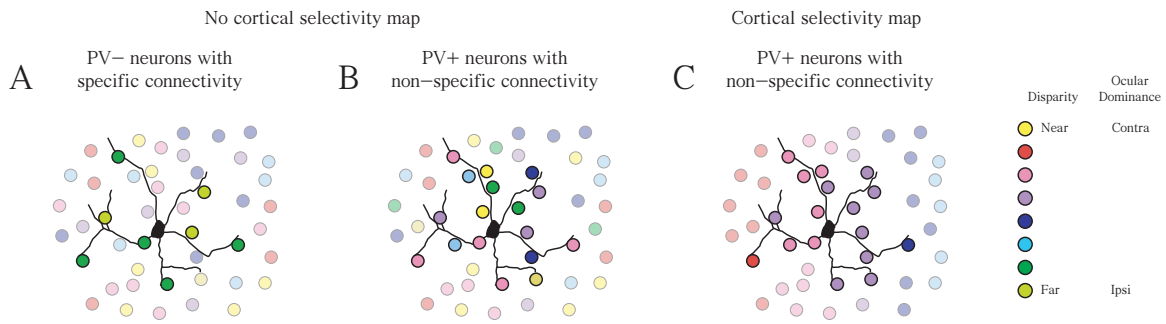 No cortical selectivity map
Cortical selectivity map
A
PV− neurons with
specific connectivity
B
PV+ neurons with
non−specific connectivity
C
PV+ neurons with
non−specific connectivity
Disparity
Ocular
Dominance
Near Contra
Far Ipsi